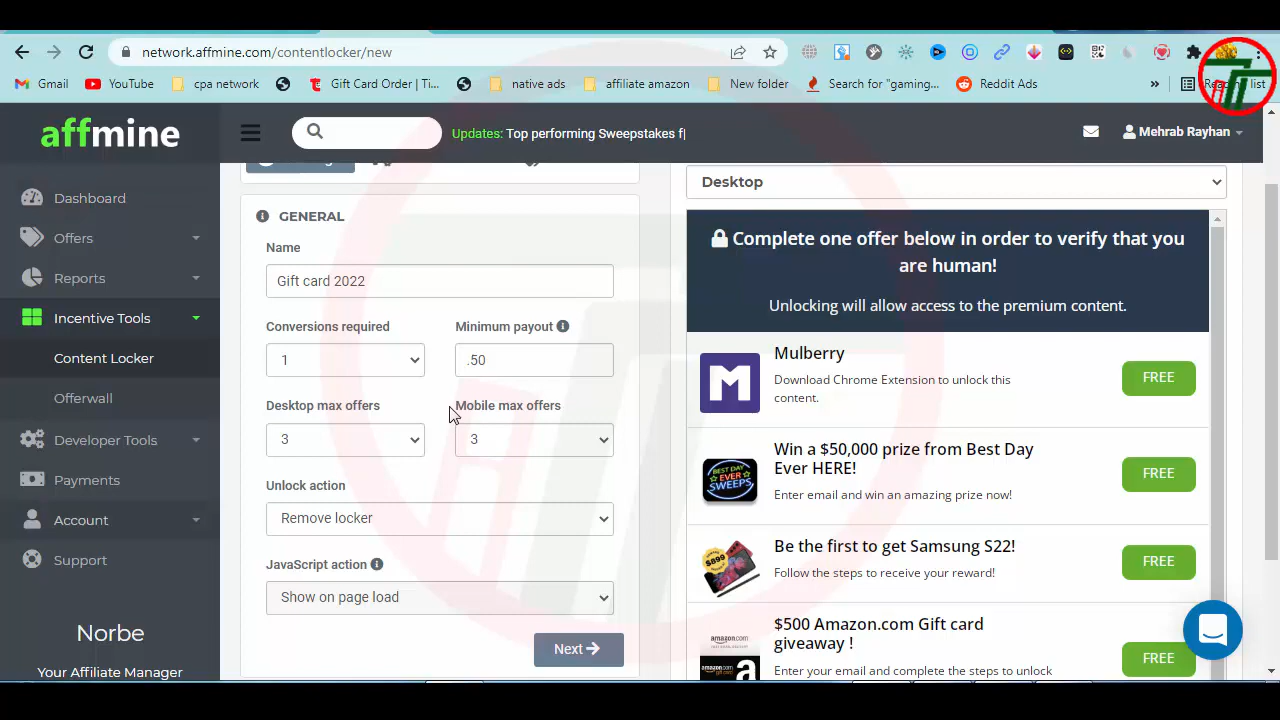 network.affmine.com/contentlocker/new
Gmail
YouTube
cpa network
Gift Card Order | Ti...
native ads
affiliate amazon
New folder
Search for "gaming...
Reddit Ads
»
list
affmine
Updates: Top performing Sweepstakes f|
Mehrab Rayhan
Dashboard
Offers
Reports
Incentive Tools
Content Locker
Offerwall
Developer Tools
Payments
Account
Support
Norbe
Your Affiliate Manager
GENERAL
Name
Gift card 2022
Conversions required
Minimum payout
1
.50
Desktop max offers
Mobile max offers
3
3
Unlock action
Remove locker
JavaScript action
Show on page load
Next
Desktop
Complete one offer below in order to verify that you
are human!
Unlocking will allow access to the premium content.
Mulberry
Download Chrome Extension to unlock this
content.
FREE
Win a $50,000 prize from Best Day
Ever HERE!
Enter email and win an amazing prize now!
FREE
BEST DAY
EVER
SWEEPS
Be the first to get Samsung S22!
Follow the steps to receive your reward!
FREE
$500 Amazon.com Gift card
giveaway !
Enter your email and complete the steps to unlock
FREE